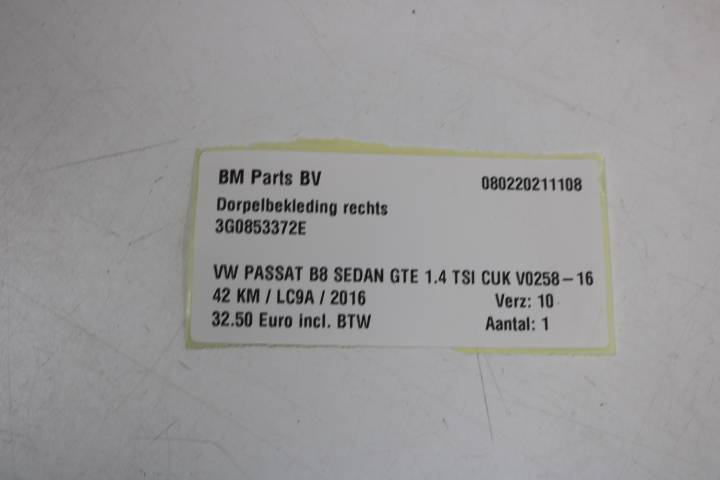 BM Parts BV 080220211108
Dorpelbekleding rechts
3G0853372E
VW PASSAT B8 SEDAN GTE 1.4 TSI CUK V0258-16
42 KM / LC9A / 2016 Verz: 10
32.50 Euro incl. BTW Aantal: 1